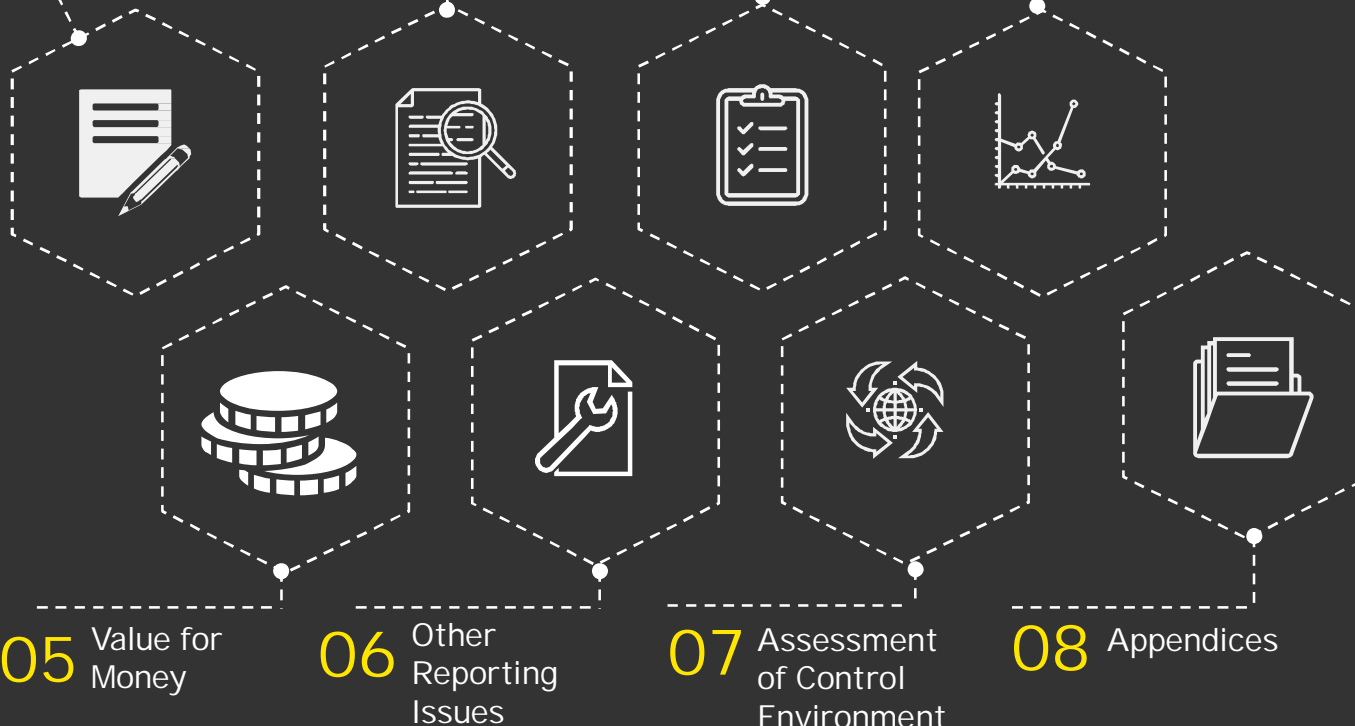 05 Value for
Money
06 Other
Reporting
Issues
07 Assessment
of Control
Environment
08 Appendices